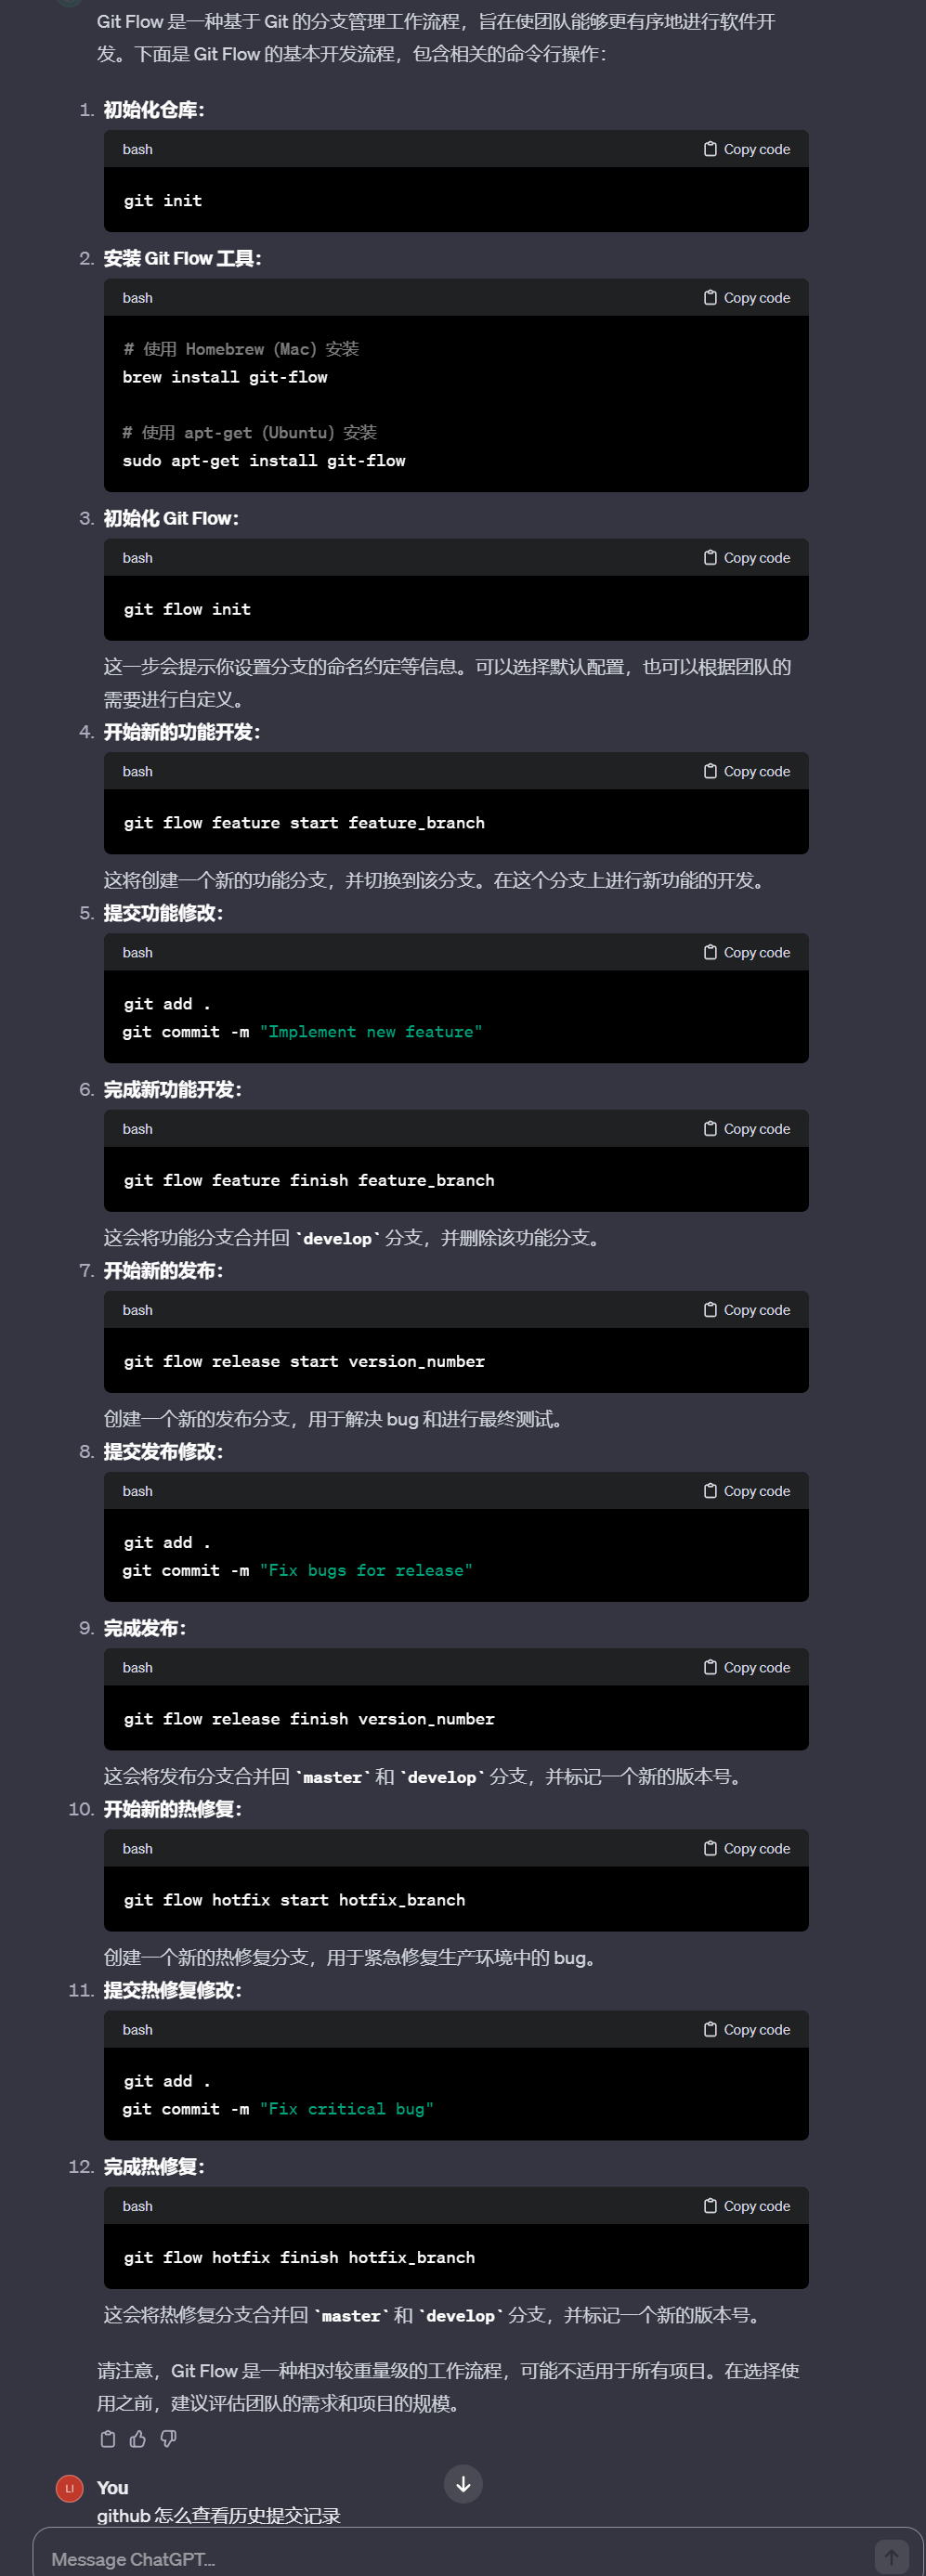 Git Flow 是一种基于 Git 的分支管理工作流程，旨在使团队能够更有序地进行软件开
发。下面是 Git Flow 的基本开发流程，包含相关的命令行操作：
1. 初始化仓库：
bash Copy code
git init
2. 安装 Git Flow 工具：
bash Copy code
# 使用 Homebrew（Mac）安装
brew install git-flow
# 使用 apt-get（Ubuntu）安装
sudo apt-get install git-flow
3. 初始化 Git Flow：
bash Copy code
git flow init
这一步会提示你设置分支的命名约定等信息。可以选择默认配置，也可以根据团队的
需要进行自定义。
4. 开始新的功能开发：
bash Copy code
git flow feature start feature_branch
这将创建一个新的功能分支，并切换到该分支。在这个分支上进行新功能的开发。
5. 提交功能修改：
bash Copy code
git add .
git commit -m "Implement new feature"
6. 完成新功能开发：
bash Copy code
git flow feature finish feature_branch
这会将功能分支合并回 `develop` 分支，并删除该功能分支。
7. 开始新的发布：
bash Copy code
git flow release start version_number
创建一个新的发布分支，用于解决 bug 和进行最终测试。
8. 提交发布修改：
bash Copy code
git add .
git commit -m "Fix bugs for release"
9. 完成发布：
bash Copy code
git flow release finish version_number
这会将发布分支合并回 `master` 和 `develop` 分支，并标记一个新的版本号。
10. 开始新的热修复：
bash Copy code
git flow hotfix start hotfix_branch
创建一个新的热修复分支，用于紧急修复生产环境中的 bug。
11. 提交热修复修改：
bash Copy code
git add .
git commit -m "Fix critical bug"
12. 完成热修复：
bash Copy code
git flow hotfix finish hotfix_branch
这会将热修复分支合并回 `master` 和 `develop` 分支，并标记一个新的版本号。
请注意，Git Flow 是一种相对较重量级的工作流程，可能不适用于所有项目。在选择使
用之前，建议评估团队的需求和项目的规模。
LI You
github 怎么查看历史提交记录
Message ChatGPT...